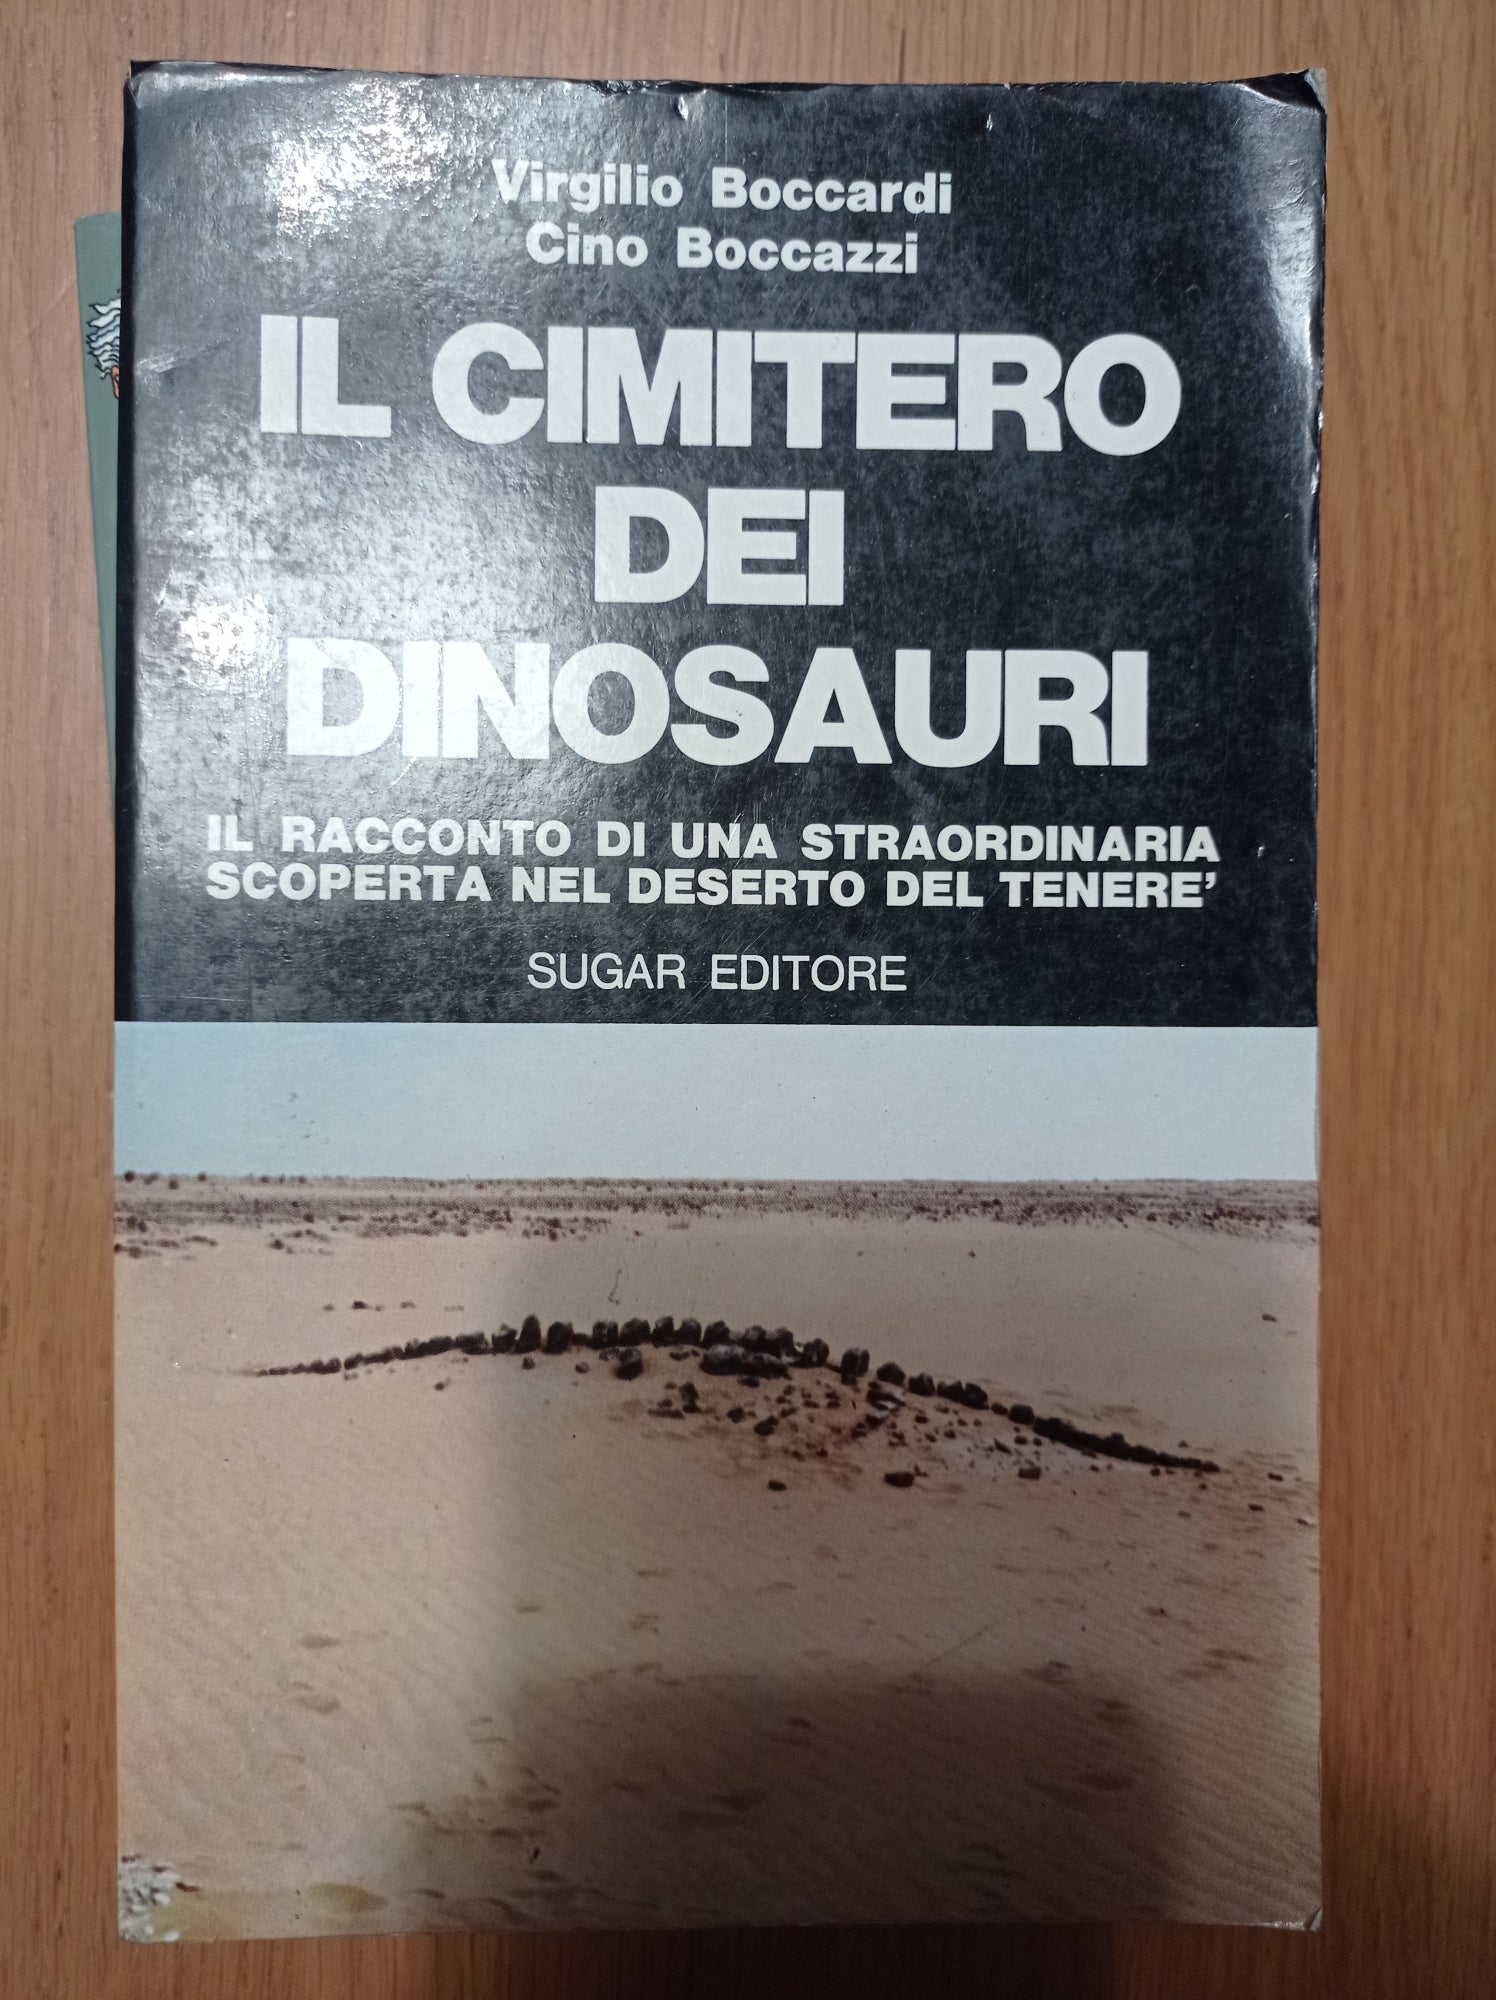 Virgilio Boccardi
Cino Boccazzi
IL CIMITERO
DEI
DINOSAURI
IL RACCONTO DI UNA STRAORDINARIA
SCOPERTA NEL DESERTO DEL TENERE'
SUGAR EDITORE